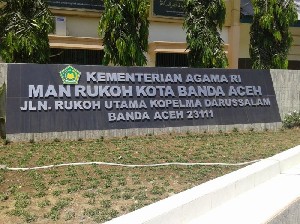 KEMENTERIAN AGAMA RI
MAN RUKOH KOTA BANDA ACEH
JLN. RUKOH UTAMA KOPELMA DARUSSALAM
BANDA ACEH 23111